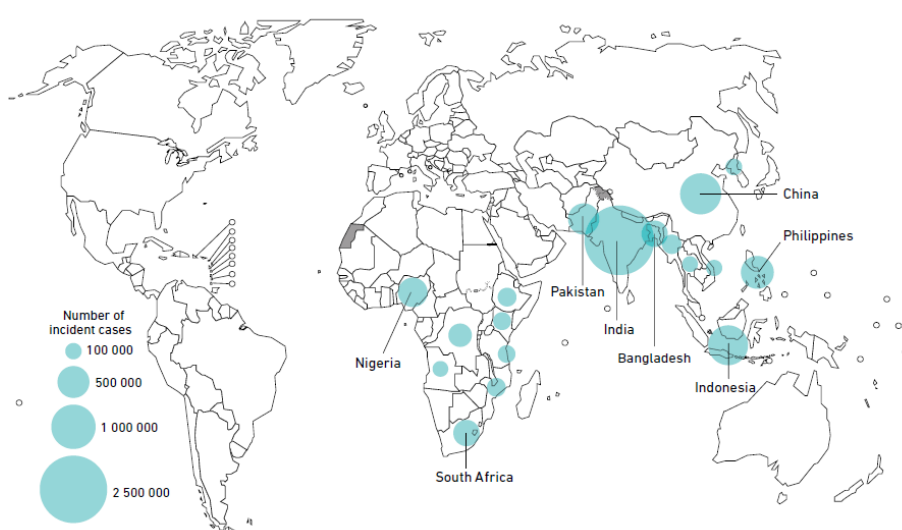 China
Philippines
Pakistan
India
Bangladesh
Indonesia
Nigeria
South Africa
Number of
incident cases
100 000
500 000
1 000 000
2 500 000